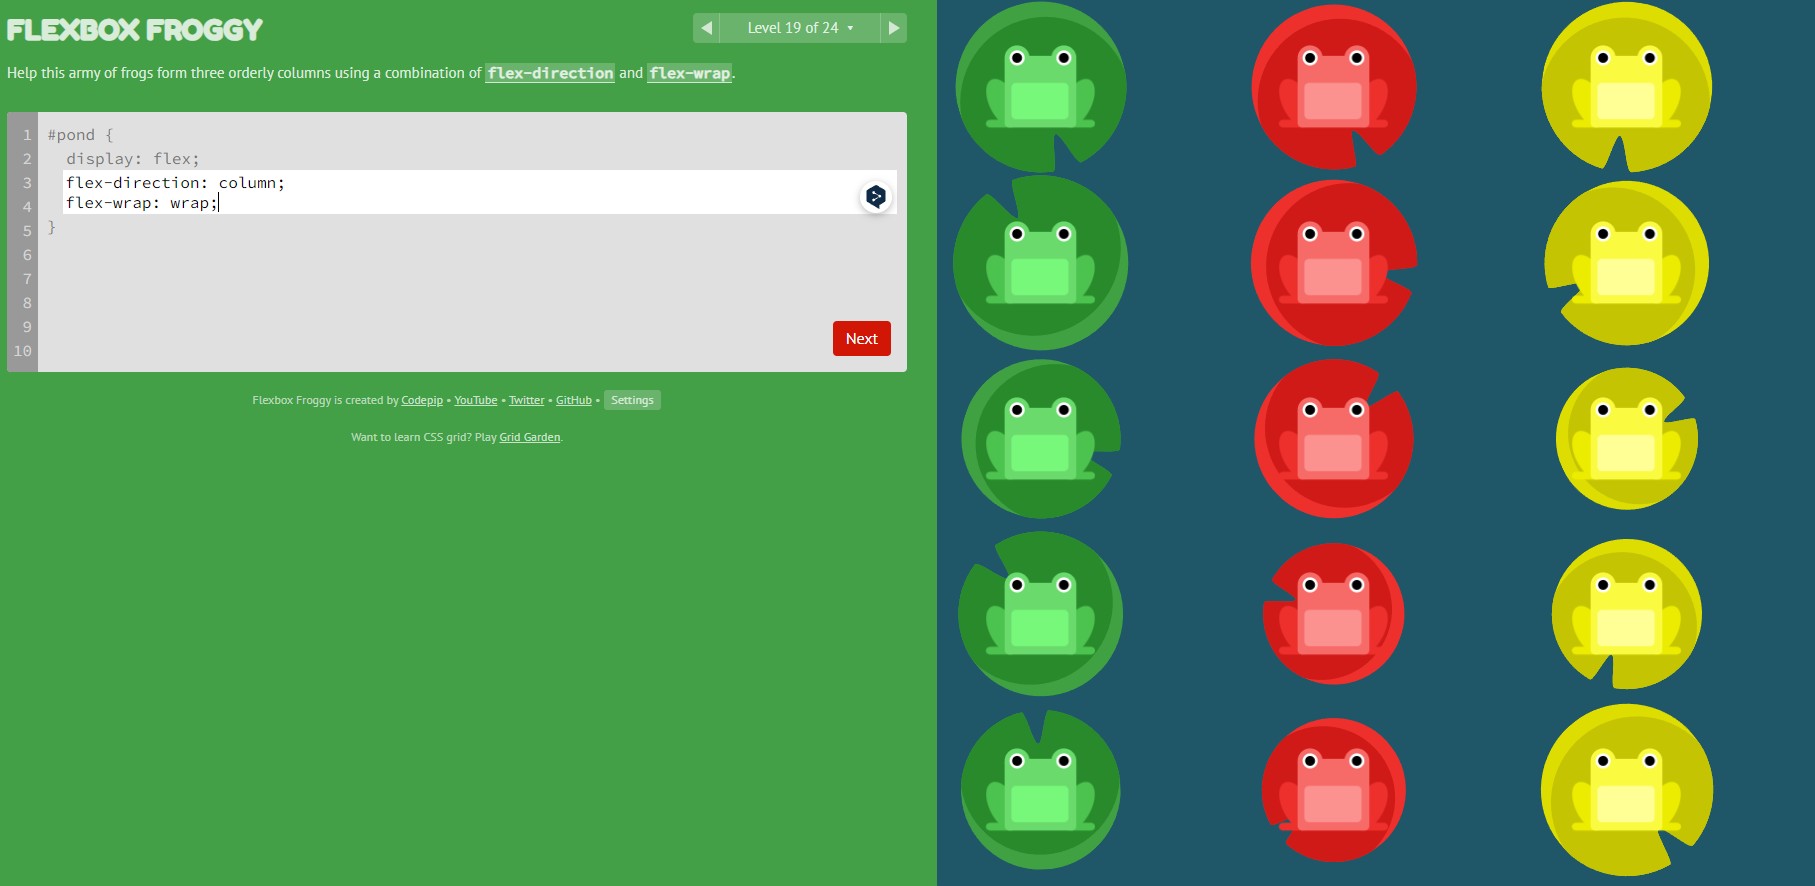 FLEXBOX FROGGY
Level 19 of 24
Help this army of frogs form three orderly columns using a combination of flex-direction and flex-wrap.
1 #pond {
2 display: flex;
3 flex-direction: column;
4 flex-wrap: wrap;
5 }
6
7
8
9
10
Next
Flexbox Froggy is created by Codepip • YouTube • Twitter • GitHub • Settings
Want to learn CSS grid? Play Grid Garden.